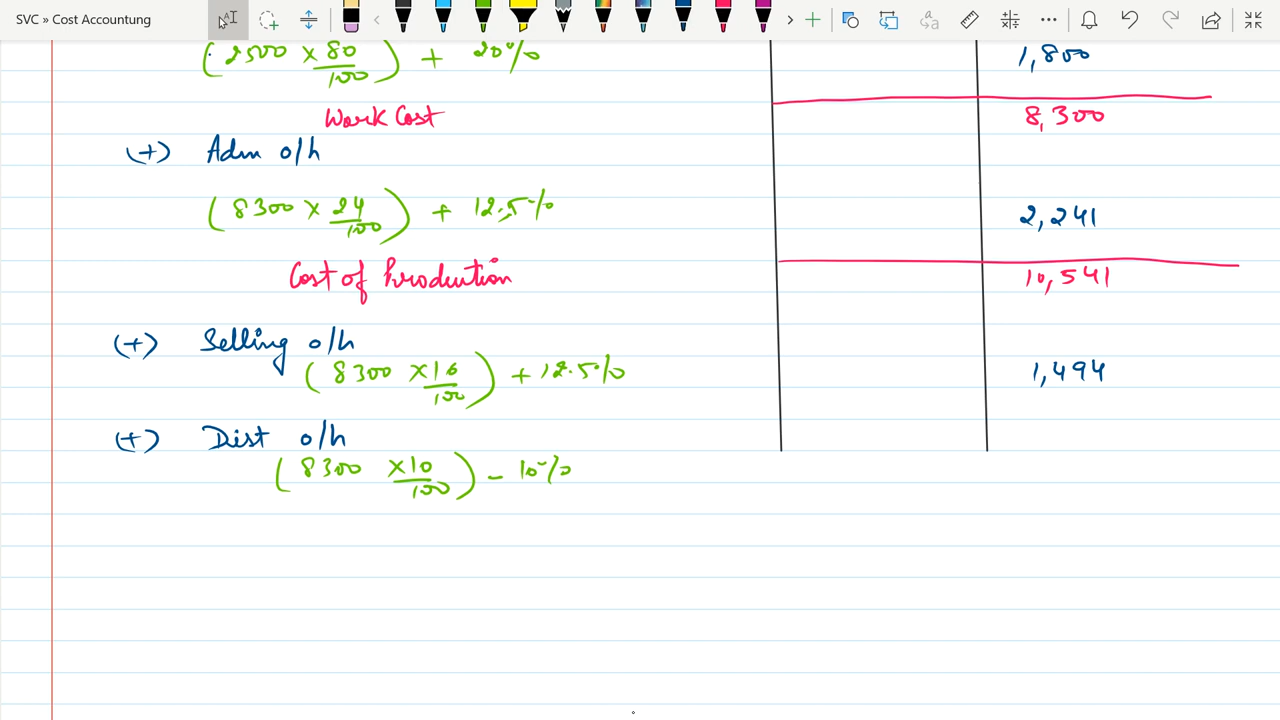 SVC » Cost Accountung
(2500 × 80/100) + 20% 1,800
Work Cost 8,300
(+) Adm o/h
(8300 × 24/100) + 12.5% 2,241
Cost of Production 10,541
(+) Selling o/h
(8300 × 16/100) + 12.5% 1,494
(+) Dist o/h
(8300 × 10/100) - 10%